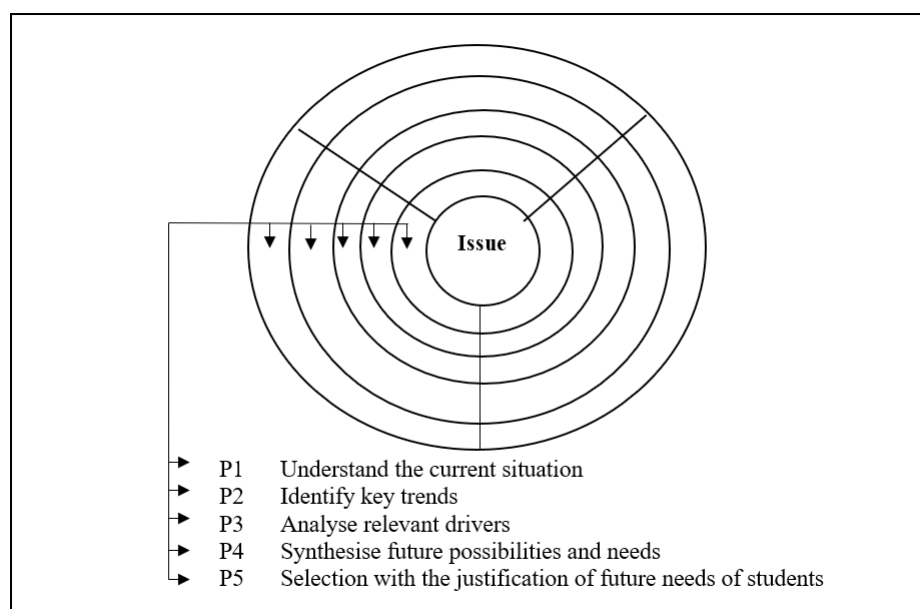 Issue
P1 Understand the current situation
P2 Identify key trends
P3 Analyse relevant drivers
P4 Synthesise future possibilities and needs
P5 Selection with the justification of future needs of students